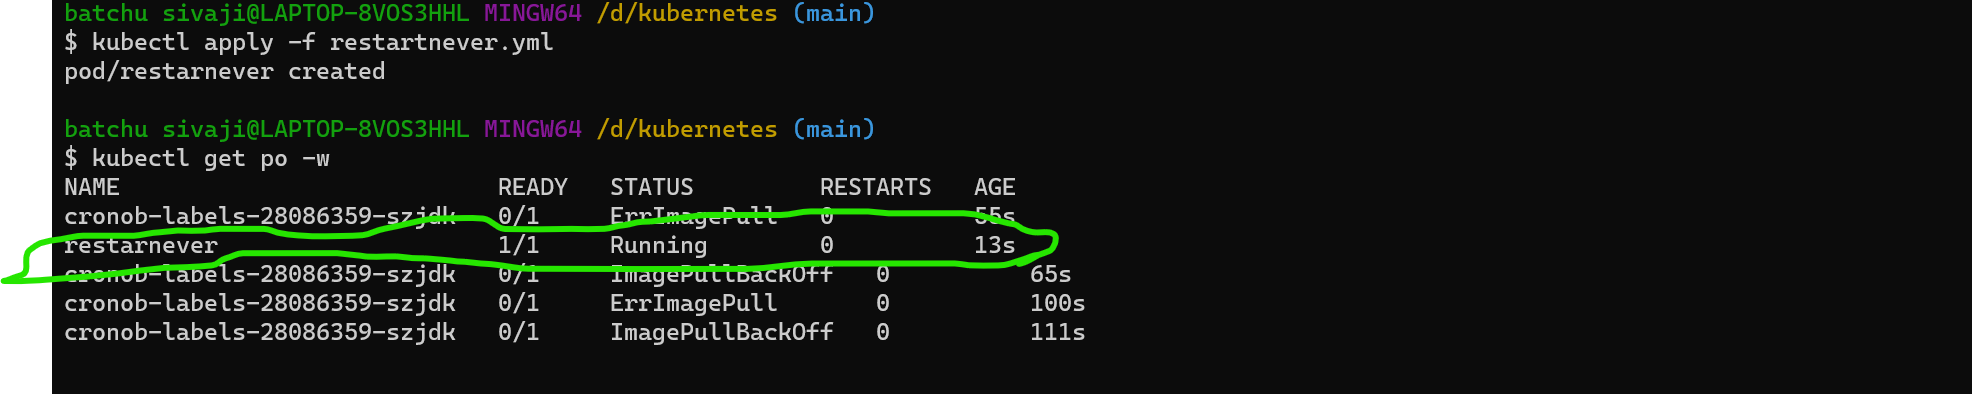 batchu sivaji@LAPTOP-8VOS3HHL MINGW64 /d/kubernetes (main)
$ kubectl apply -f restartnever.yml
pod/restarnever created
batchu sivaji@LAPTOP-8VOS3HHL MINGW64 /d/kubernetes (main)
$ kubectl get po -w
NAME READY STATUS RESTARTS AGE
cronob-labels-28086359-szjdk 0/1 ErrImagePull 0 55s
restarnever 1/1 Running 0 13s
cronob-labels-28086359-szjdk 0/1 ImagePullBackOff 0 65s
cronob-labels-28086359-szjdk 0/1 ErrImagePull 0 100s
cronob-labels-28086359-szjdk 0/1 ImagePullBackOff 0 111s